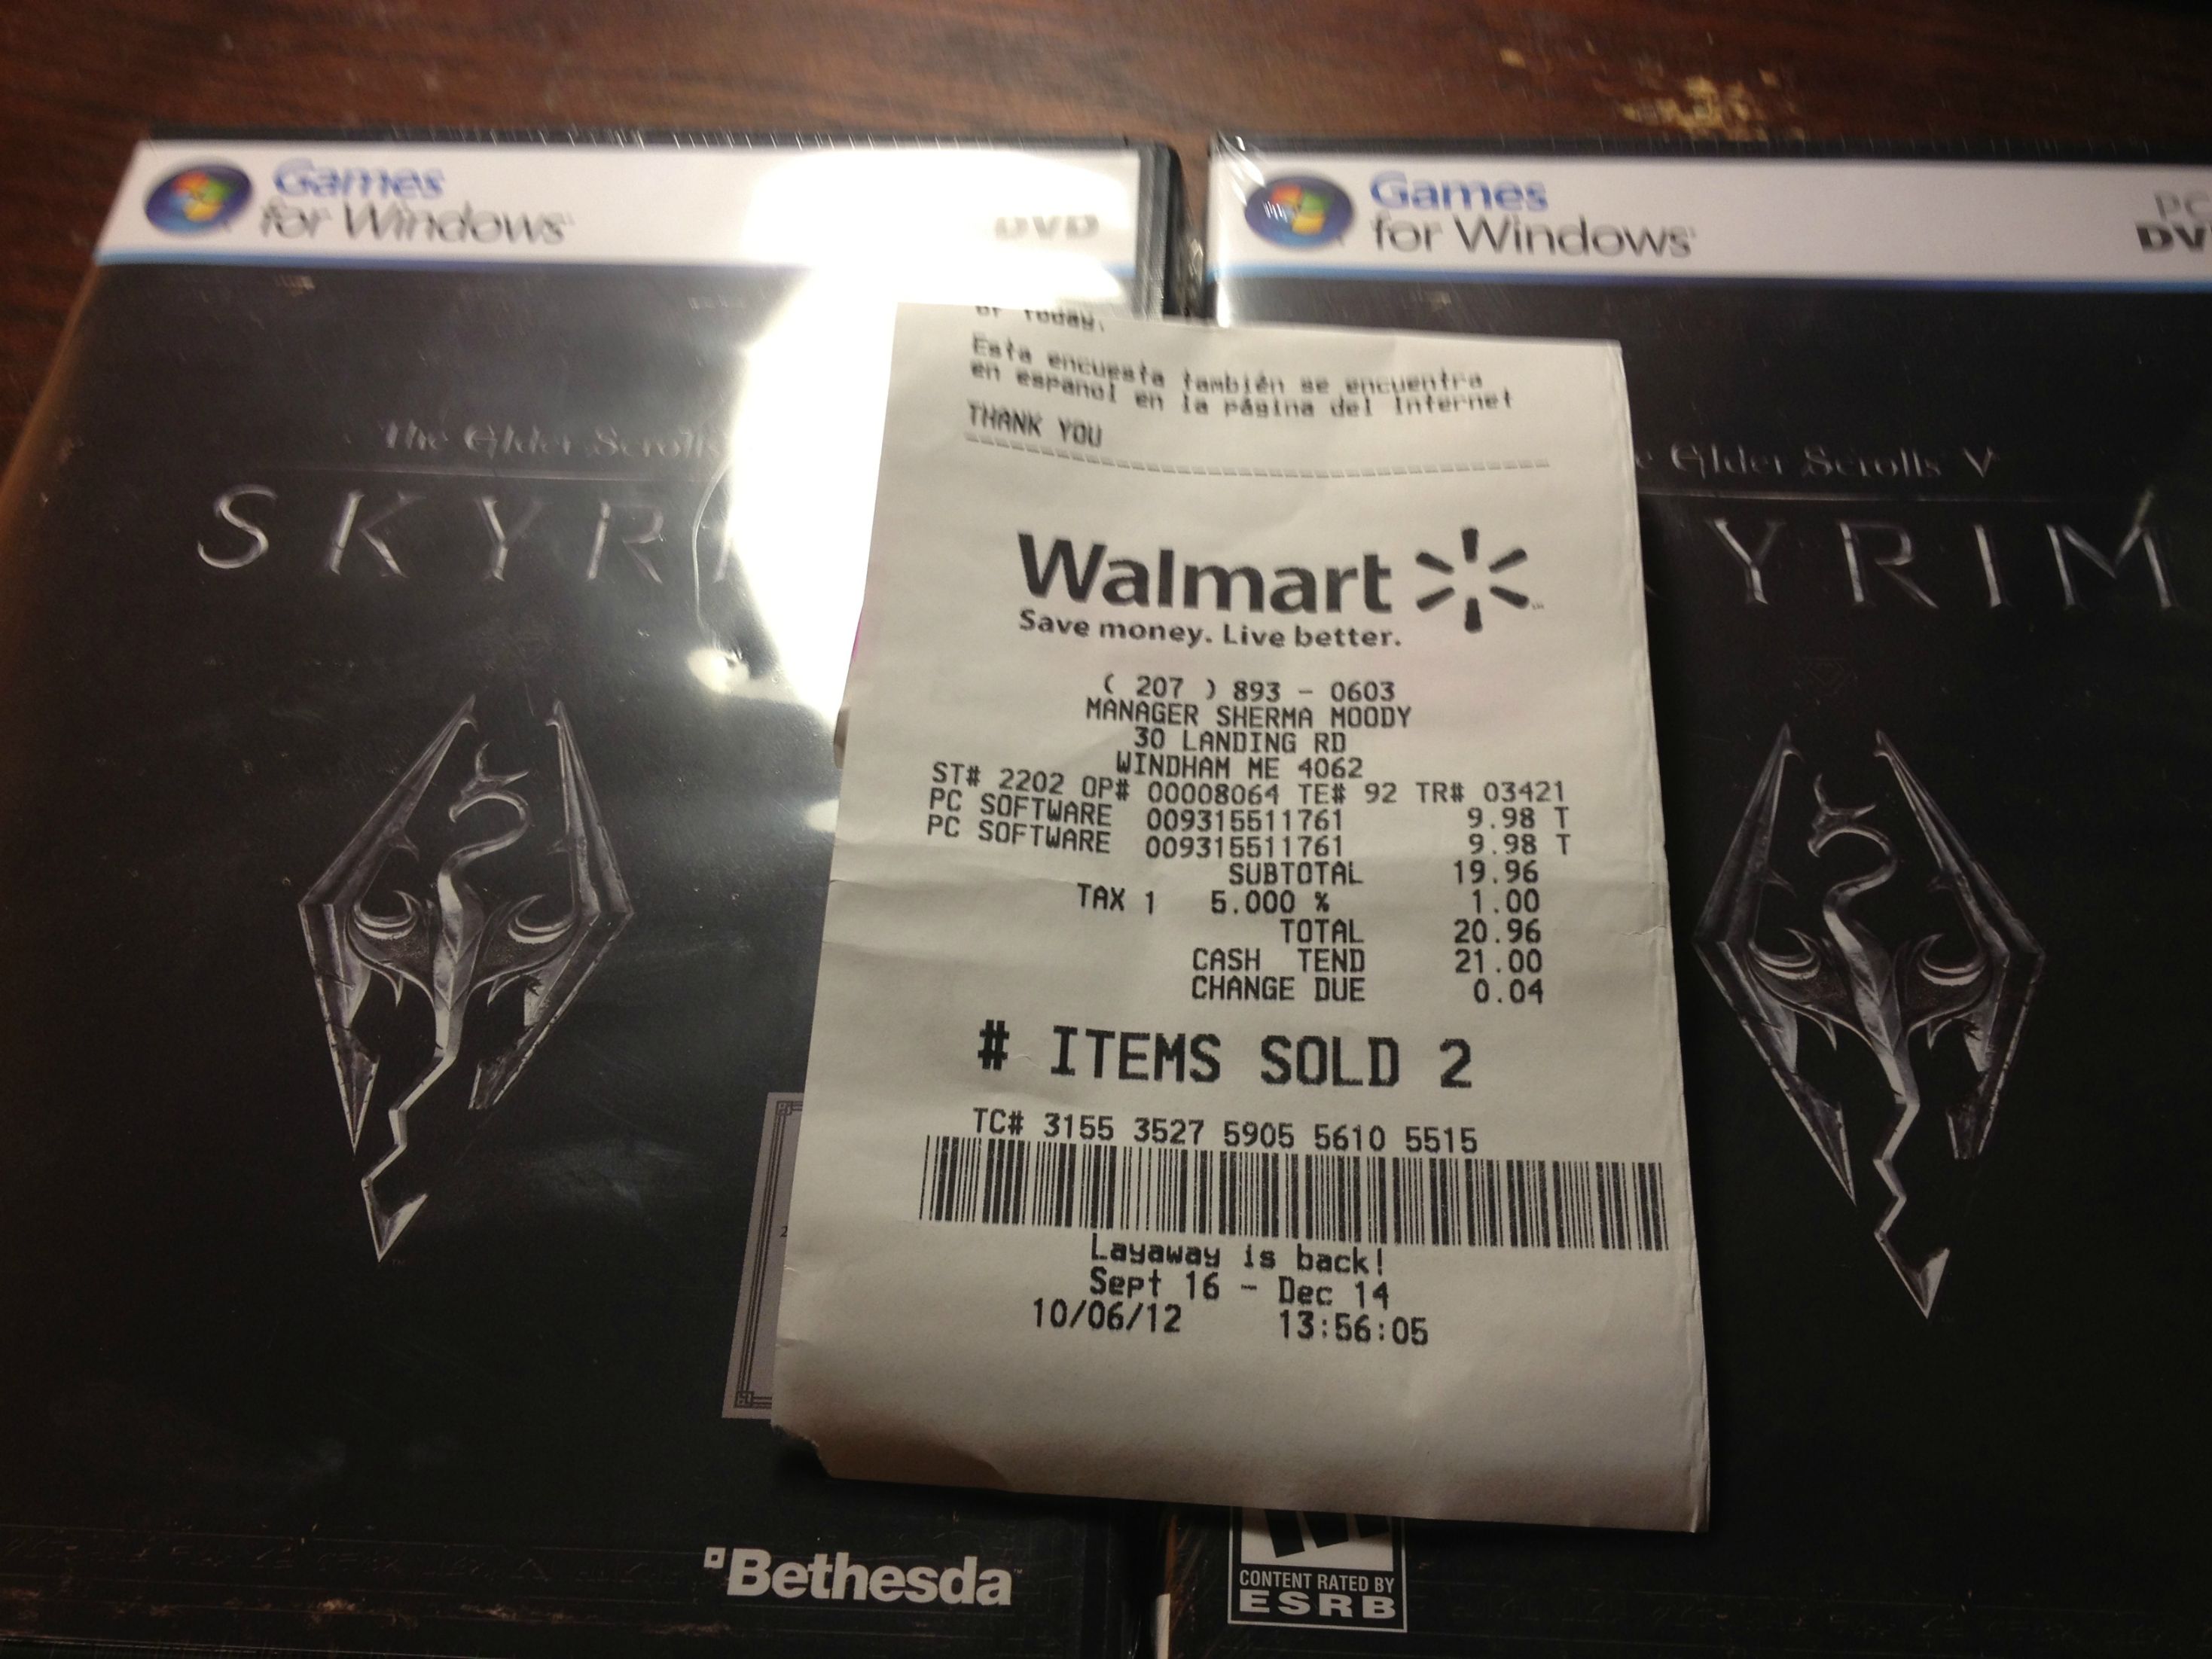 Games
for Windows
DVD
The Elder Scrolls
SKYRI
Bethesda
or Today.
Esta encuesta también se encuentra
en español en la página del Internet
THANK YOU
Walmart
Save money. Live better.
( 207 ) 893 - 0603
MANAGER SHERMA MOODY
30 LANDING RD
WINDHAM ME 4062
ST# 2202 OP# 00008064 TE# 92 TR# 03421
PC SOFTWARE 009315511761 9.98 T
PC SOFTWARE 009315511761 9.98 T
SUBTOTAL 19.96
TAX 1 5.000 % 1.00
TOTAL 20.96
CASH TEND 21.00
CHANGE DUE 0.04
# ITEMS SOLD 2
TC# 3155 3527 5905 5610 5515
Layaway is back!
Sept 16 - Dec 14
10/06/12 13:56:05
Games
for Windows
PC
DV
e Elder Scrolls V
YRIM
CONTENT RATED BY
ESRB